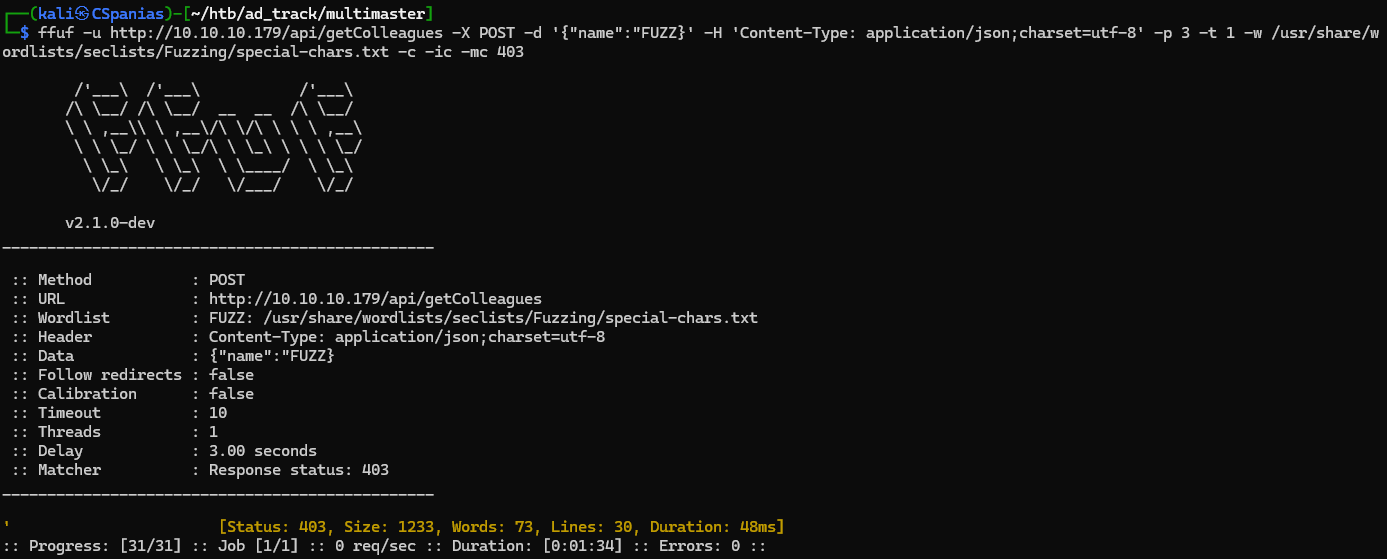 ┌──(kali㉿CSpanias)-[~/htb/ad_track/multimaster]
└─$ ffuf -u http://10.10.10.179/api/getColleagues -X POST -d '{"name":"FUZZ}' -H 'Content-Type: application/json;charset=utf-8' -p 3 -t 1 -w /usr/share/w
ordlists/seclists/Fuzzing/special-chars.txt -c -ic -mc 403

        /'___\  /'___\           /'___\
       /\ \__/ /\ \__/  __  __  /\ \__/
       \ \ ,__\\ \ ,__\/\ \/\ \ \ \ ,__\
        \ \ \_/ \ \ \_/\ \ \_\ \ \ \ \_/
         \ \_\   \ \_\  \ \____/  \ \_\
          \/_/    \/_/   \/___/    \/_/

       v2.1.0-dev
________________________________________________

 :: Method           : POST
 :: URL              : http://10.10.10.179/api/getColleagues
 :: Wordlist         : FUZZ: /usr/share/wordlists/seclists/Fuzzing/special-chars.txt
 :: Header           : Content-Type: application/json;charset=utf-8
 :: Data             : {"name":"FUZZ}
 :: Follow redirects : false
 :: Calibration      : false
 :: Timeout          : 10
 :: Threads          : 1
 :: Delay            : 3.00 seconds
 :: Matcher          : Response status: 403
________________________________________________

'                       [Status: 403, Size: 1233, Words: 73, Lines: 30, Duration: 48ms]
:: Progress: [31/31] :: Job [1/1] :: 0 req/sec :: Duration: [0:01:34] :: Errors: 0 ::